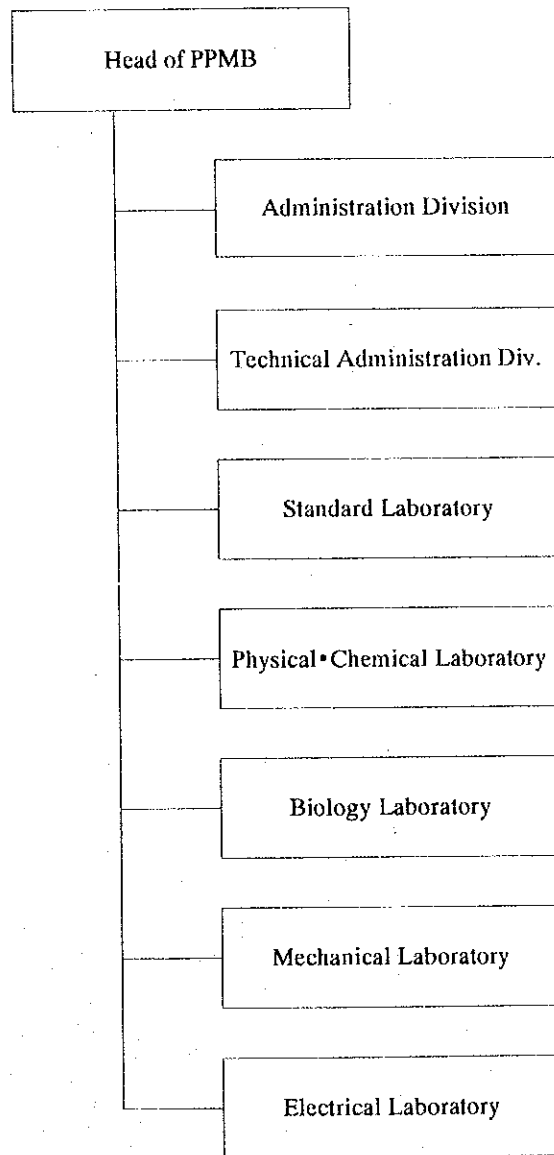 Head of PPMB
Administration Division
Technical Administration Div.
Standard Laboratory
Physical•Chemical Laboratory
Biology Laboratory
Mechanical Laboratory
Electrical Laboratory